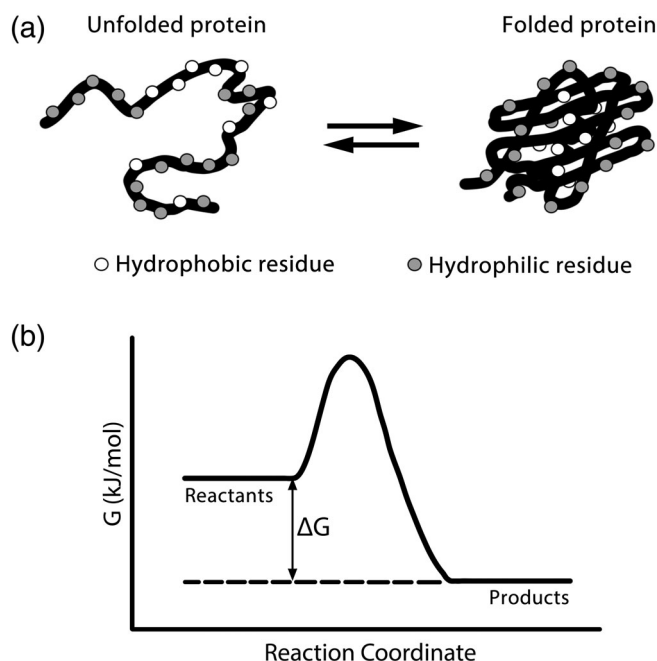 (a) Unfolded protein Folded protein
Hydrophobic residue Hydrophilic residue
(b)
G (kJ/mol)
Reactants
ΔG
Products
Reaction Coordinate